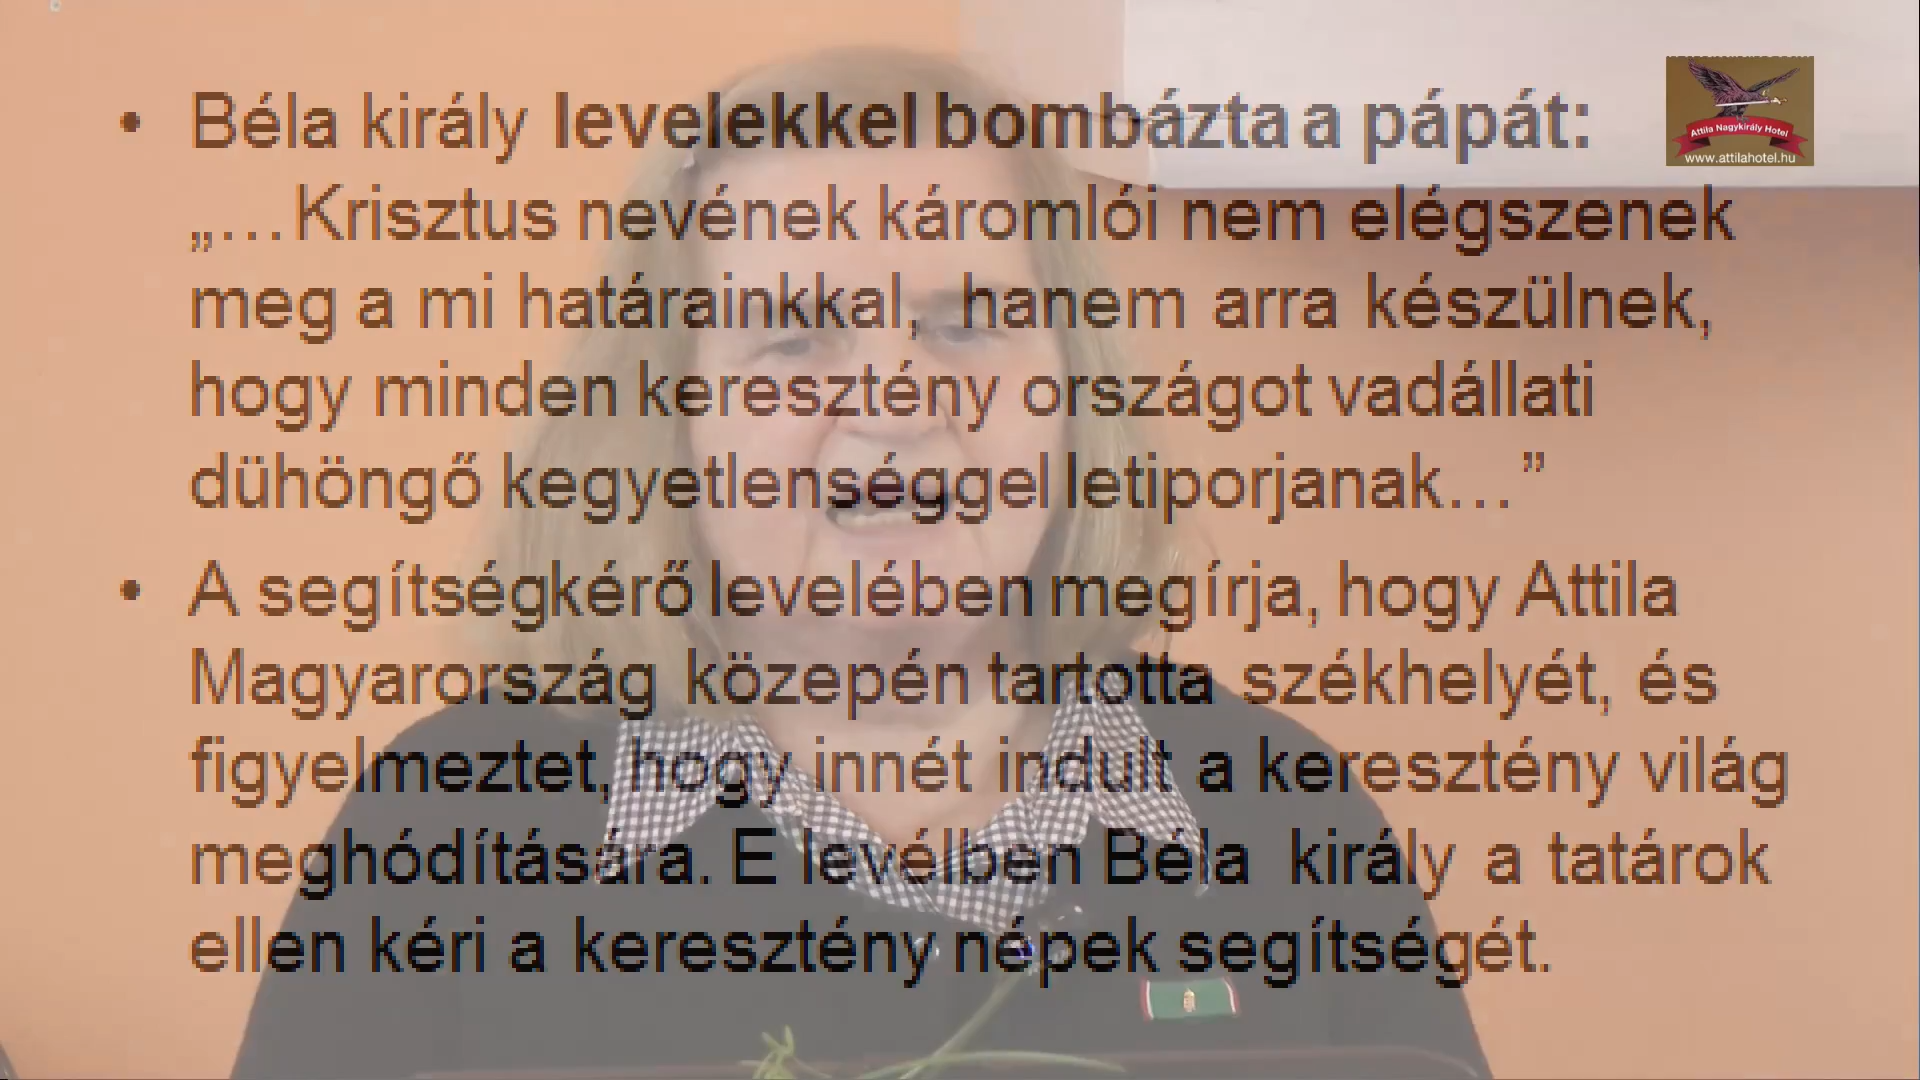 • Béla király levelekkel bombázta a pápát:
„…Krisztus nevének káromlói nem elégszenek
meg a mi határainkkal, hanem arra készülnek,
hogy minden keresztény országot vadállati
dühöngő kegyetlenséggel letiporjanak…”
• A segítségkérő levelében megírja, hogy Attila
Magyarország közepén tartotta székhelyét, és
figyelmeztet, hogy innét indult a keresztény világ
meghódítására. E levélben Béla király a tatárok
ellen kéri a keresztény népek segítségét.
Attila Nagykirály Hotel
www.attilahotel.hu